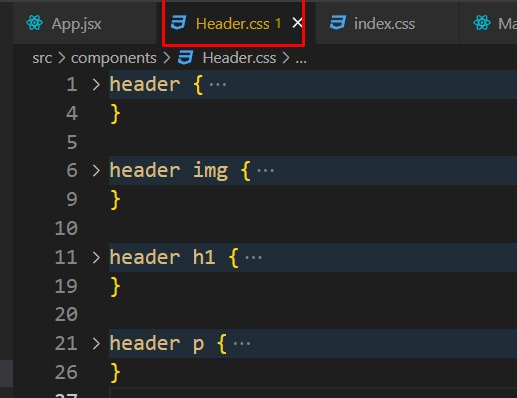 App.jsx Header.css 1 × index.css Ma
src > components > Header.css > ...
1 > header { ...
4 }
5
6 > header img { ...
9 }
10
11 > header h1 { ...
19 }
20
21 > header p { ...
26 }
27